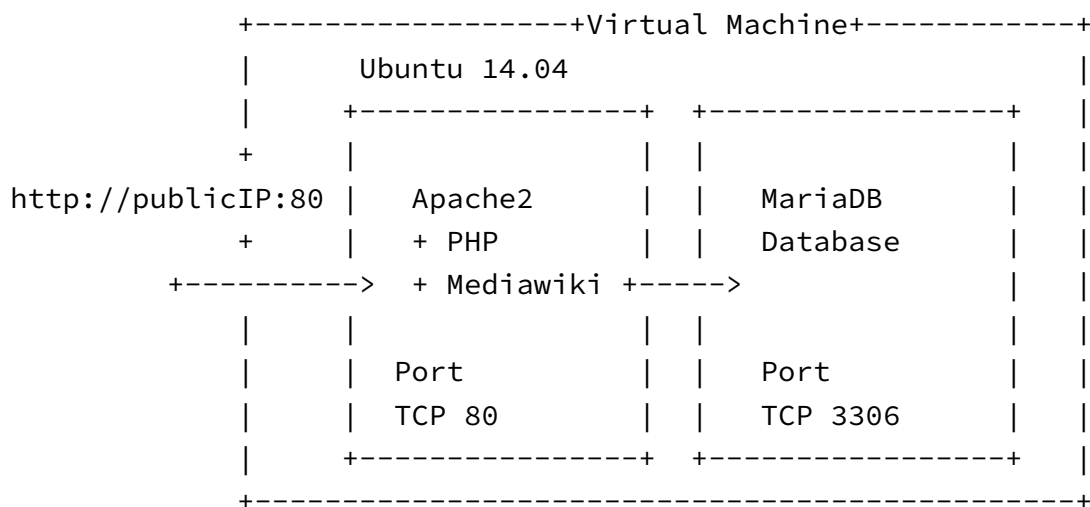 +------------------+Virtual Machine+------------+
| Ubuntu 14.04 |
| +----------------+ +-----------------+ |
+ | | | | |
http://publicIP:80 | Apache2 | | MariaDB | |
+ | + PHP | | Database | |
+----------> + Mediawiki +-----> | |
| | | | | |
| | Port | | Port | |
| | TCP 80 | | TCP 3306 | |
| +----------------+ +-----------------+ |
+------------------------------------------------+